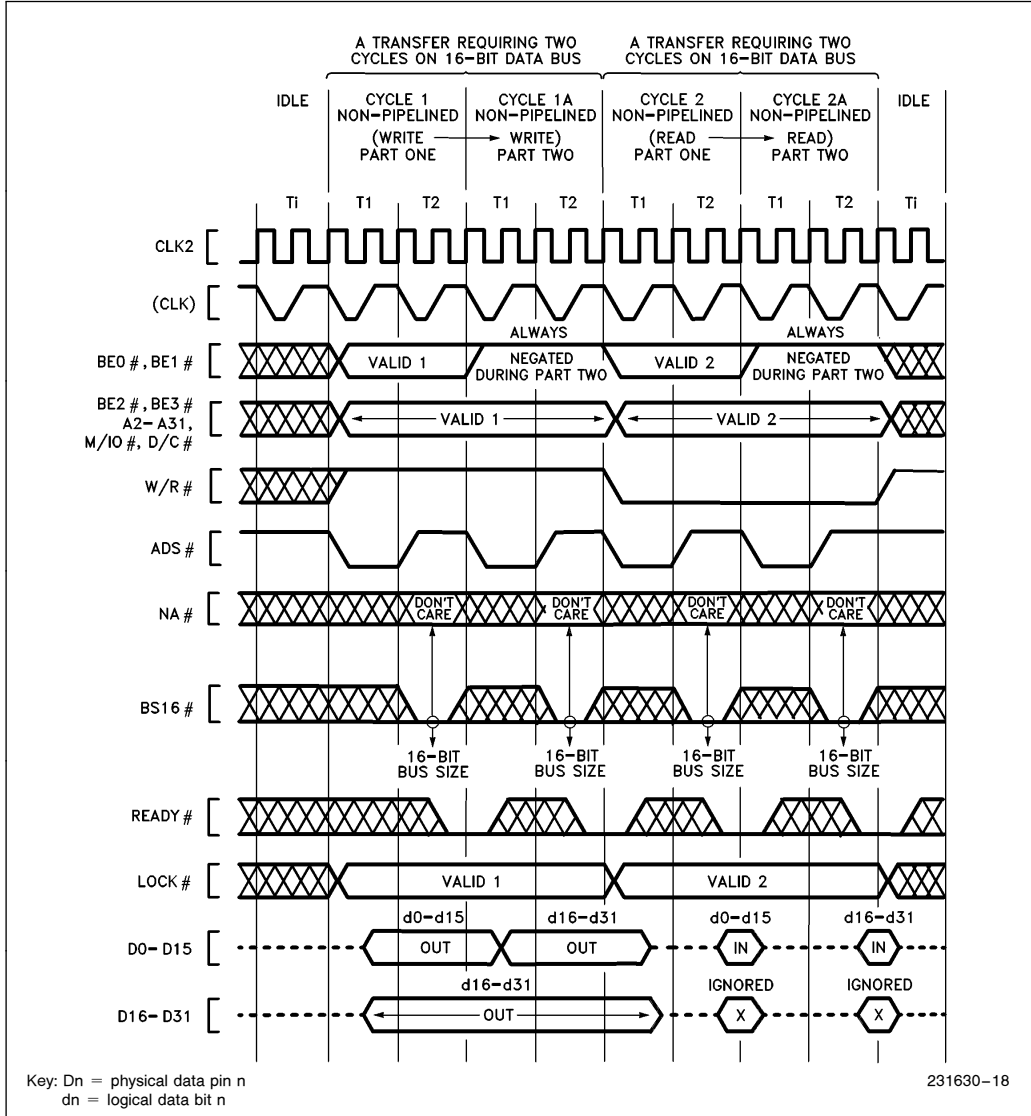 A TRANSFER REQUIRING TWO
CYCLES ON 16-BIT DATA BUS
A TRANSFER REQUIRING TWO
CYCLES ON 16-BIT DATA BUS
IDLE
CYCLE 1
NON-PIPELINED
(WRITE
PART ONE
CYCLE 1A
NON-PIPELINED
WRITE)
PART TWO
CYCLE 2
NON-PIPELINED
(READ
PART ONE
CYCLE 2A
NON-PIPELINED
READ)
PART TWO
IDLE
Ti T1 T2 T1 T2 T1 T2 T1 T2 Ti
CLK2
(CLK)
BE0#,BE1#
VALID 1
ALWAYS
NEGATED
DURING PART TWO
VALID 2
ALWAYS
NEGATED
DURING PART TWO
BE2#,BE3#
A2-A31,
M/IO#, D/C#
VALID 1
VALID 2
W/R#
ADS#
NA#
DON'T
CARE
DON'T
CARE
DON'T
CARE
DON'T
CARE
BS16#
16-BIT
BUS SIZE
16-BIT
BUS SIZE
16-BIT
BUS SIZE
16-BIT
BUS SIZE
READY#
LOCK#
VALID 1
VALID 2
d0-d15 d16-d31 d0-d15 d16-d31
D0-D15 OUT OUT IN IN
d16-d31 IGNORED IGNORED
D16-D31 OUT X X
Key: Dn = physical data pin n
dn = logical data bit n
231630-18